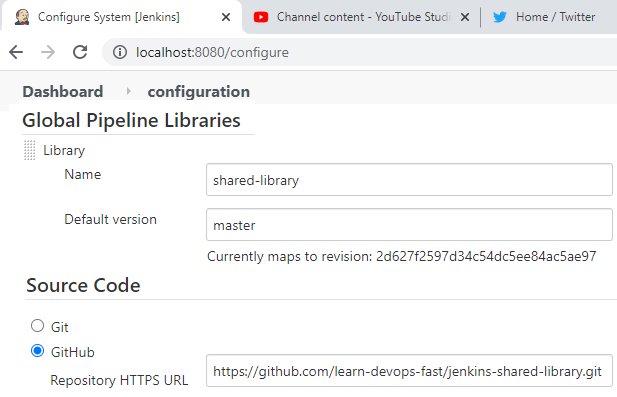 Configure System [Jenkins]
Channel content - YouTube Studi
Home / Twitter
localhost:8080/configure
Dashboard
configuration
Global Pipeline Libraries
Library
Name
shared-library
Default version
master
Currently maps to revision: 2d627f2597d34c54dc5ee84ac5ae97
Source Code
Git
GitHub
Repository HTTPS URL
https://github.com/learn-devops-fast/jenkins-shared-library.git